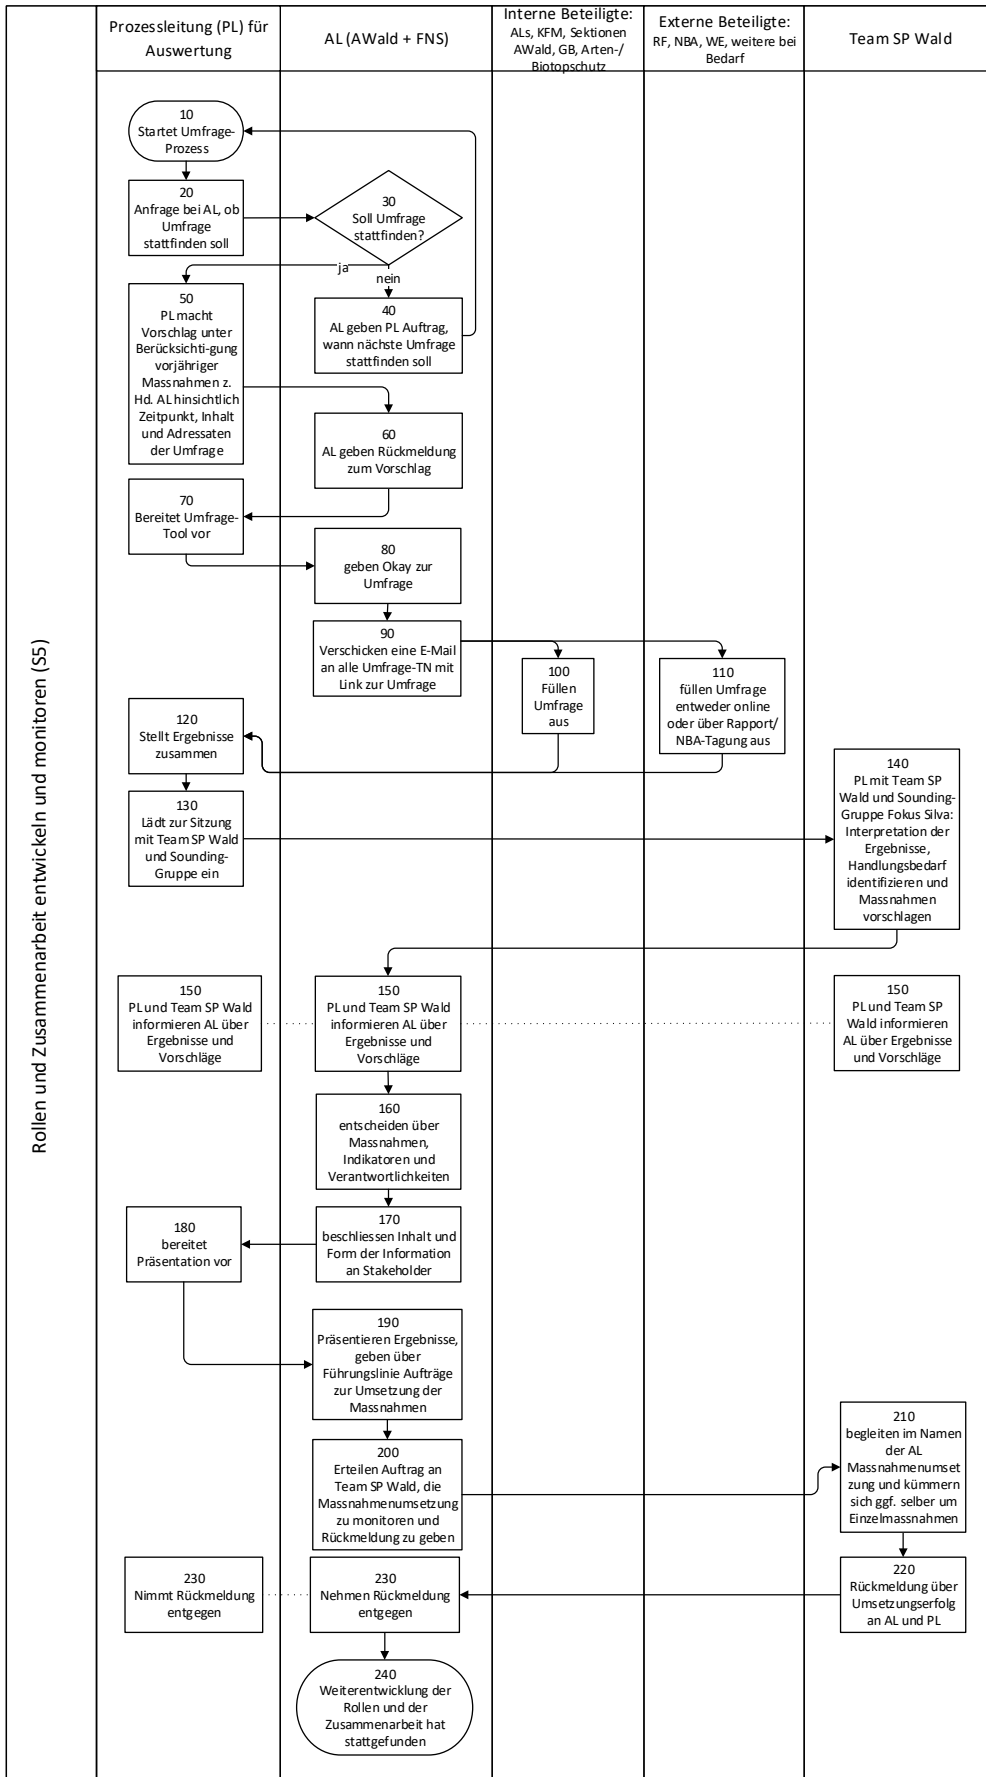 Rollen und Zusammenarbeit entwickeln und monitoren (S5)
Prozessleitung (PL) für
Auswertung
AL (AWald + FNS)
Interne Beteiligte:
ALs, KFM, Sektionen
AWald, GB, Arten-/
Biotopschutz
Externe Beteiligte:
RF, NBA, WE, weitere bei
Bedarf
Team SP Wald
10
Startet Umfrage-
Prozess
20
Anfrage bei AL, ob
Umfrage
stattfinden soll
30
Soll Umfrage
stattfinden?
ja
nein
40
AL geben PL Auftrag,
wann nächste Umfrage
stattfinden soll
50
PL macht
Vorschlag unter
Berücksichti-gung
vorjähriger
Massnahmen z.
Hd. AL hinsichtlich
Zeitpunkt, Inhalt
und Adressaten
der Umfrage
60
AL geben Rückmeldung
zum Vorschlag
70
Bereitet Umfrage-
Tool vor
80
geben Okay zur
Umfrage
90
Verschicken eine E-Mail
an alle Umfrage-TN mit
Link zur Umfrage
100
Füllen
Umfrage
aus
110
füllen Umfrage
entweder online
oder über Rapport/
NBA-Tagung aus
120
Stellt Ergebnisse
zusammen
130
Lädt zur Sitzung
mit Team SP Wald
und Sounding-
Gruppe ein
140
PL mit Team SP
Wald und Sounding-
Gruppe Fokus Silva:
Interpretation der
Ergebnisse,
Handlungsbedarf
identifizieren und
Massnahmen
vorschlagen
150
PL und Team SP Wald
informieren AL über
Ergebnisse und
Vorschläge
150
PL und Team SP Wald
informieren AL über
Ergebnisse und
Vorschläge
150
PL und Team SP
Wald informieren
AL über Ergebnisse
und Vorschläge
160
entscheiden über
Massnahmen,
Indikatoren und
Verantwortlichkeiten
170
beschliessen Inhalt und
Form der Information
an Stakeholder
180
bereitet
Präsentation vor
190
Präsentieren Ergebnisse,
geben über
Führungslinie Aufträge
zur Umsetzung der
Massnahmen
200
Erteilen Auftrag an
Team SP Wald, die
Massnahmenumsetzung
zu monitoren und
Rückmeldung zu geben
210
begleiten im Namen
der AL
Massnahmenumset
zung und kümmern
sich ggf. selber um
Einzelmassnahmen
220
Rückmeldung über
Umsetzungserfolg
an AL und PL
230
Nimmt Rückmeldung
entgegen
230
Nehmen Rückmeldung
entgegen
240
Weiterentwicklung der
Rollen und der
Zusammenarbeit hat
stattgefunden